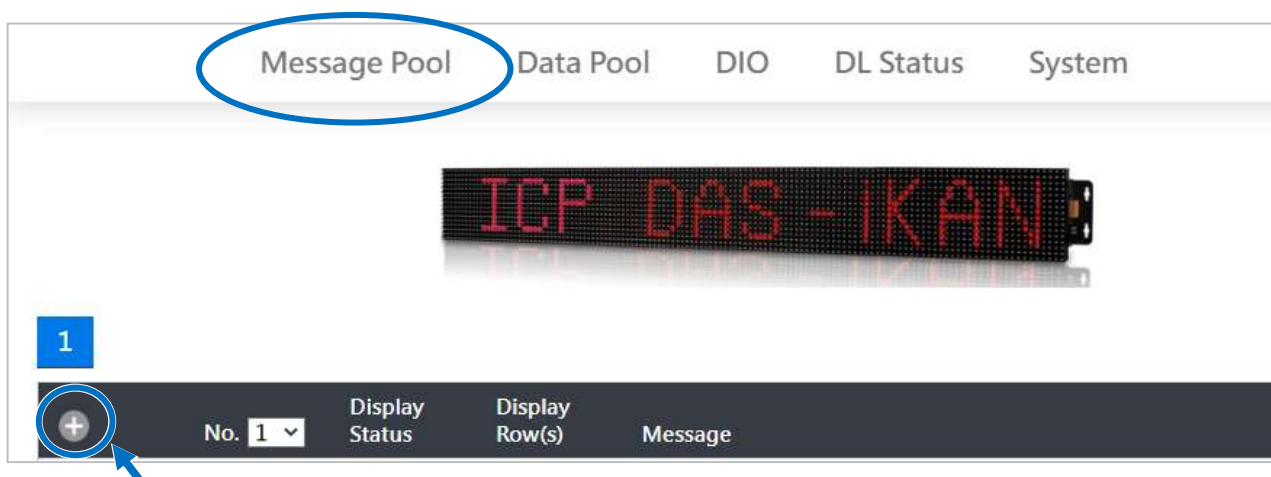 Message Pool Data Pool DIO DL Status System
ICP DAS - iKAN
1
No. 1 Display Status Display Row(s) Message